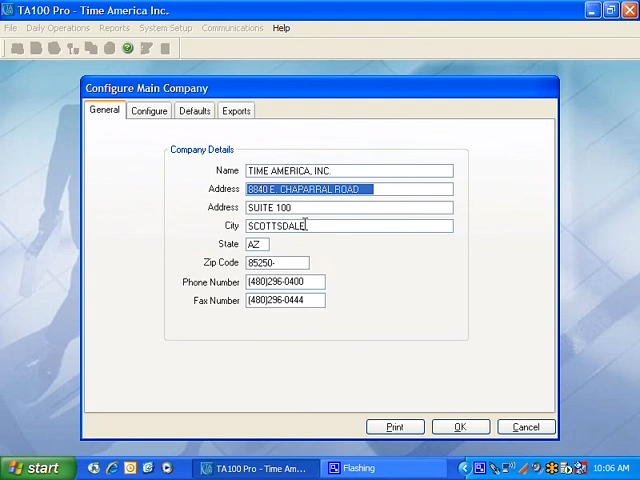 TA100 Pro - Time America Inc.
File Daily Operations Reports System Setup Communications Help
Configure Main Company
General Configure Defaults Exports
Company Details
Name TIME AMERICA, INC.
Address 8840 E. CHAPARRAL ROAD
Address SUITE 100
City SCOTTSDALE
State AZ
Zip Code 85250-
Phone Number (480)296-0400
Fax Number (480)296-0444
Print OK Cancel
start TA100 Pro - Time Am... Flashing 10:06 AM